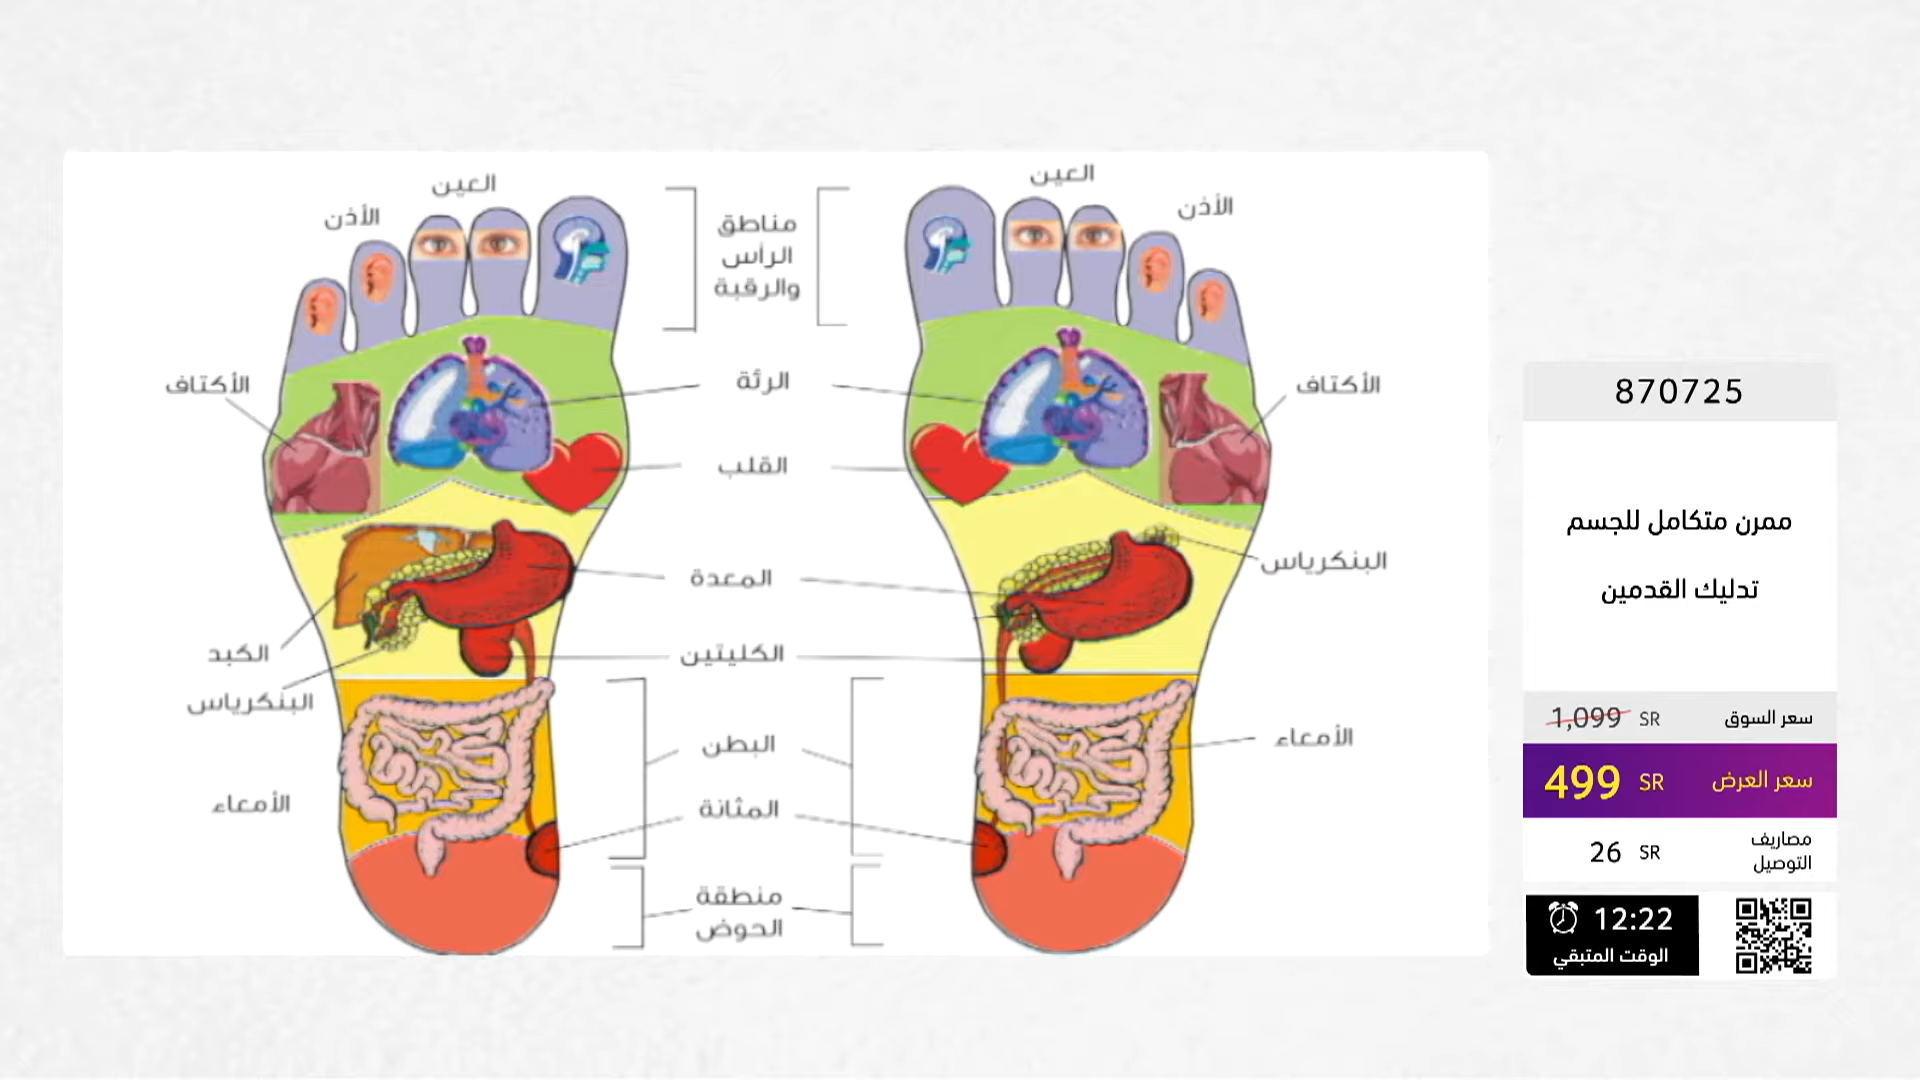 العين
الأذن
الأكتاف
الكبد
البنكرياس
الأمعاء
مناطق
الرأس
والرقبة
الرئة
القلب
المعدة
الكليتين
البطن
المثانة
منطقة
الحوض
العين
الأذن
الأكتاف
البنكرياس
الأمعاء
870725
ممرن متكامل للجسم
تدليك القدمين
سعر السوق SR 1,099
سعر العرض SR 499
مصاريف
التوصيل SR 26
12:22
الوقت المتبقي